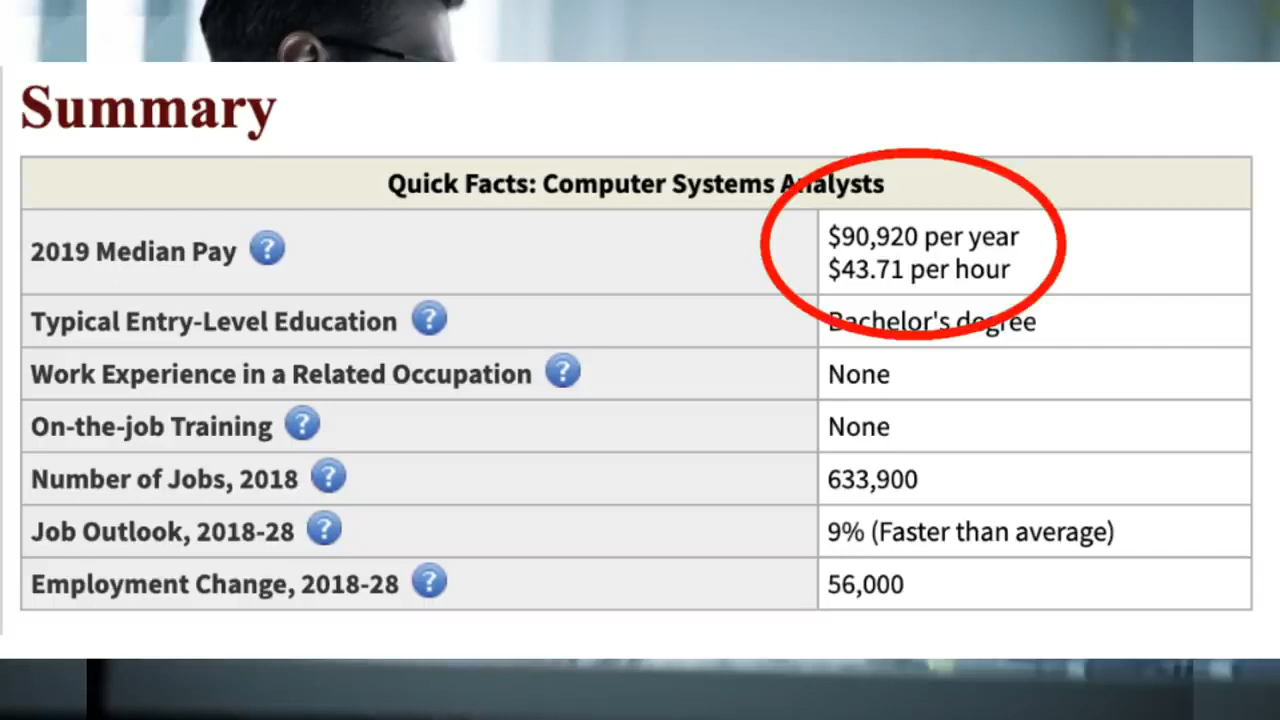 Summary
Quick Facts: Computer Systems Analysts
2019 Median Pay ? $90,920 per year
$43.71 per hour
Typical Entry-Level Education ? Bachelor's degree
Work Experience in a Related Occupation ? None
On-the-job Training ? None
Number of Jobs, 2018 ? 633,900
Job Outlook, 2018-28 ? 9% (Faster than average)
Employment Change, 2018-28 ? 56,000